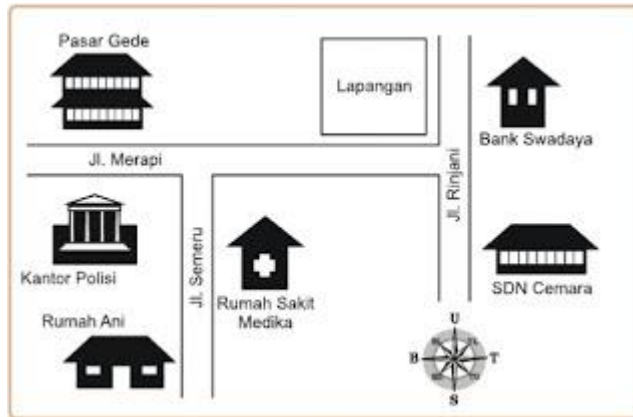 Pasar Gede
Lapangan
Bank Swadaya
Jl. Merapi
Jl. Rinjani
Kantor Polisi
Jl. Semeru
Rumah Sakit
Medika
SDN Cemara
Rumah Ani
U
B
T
S